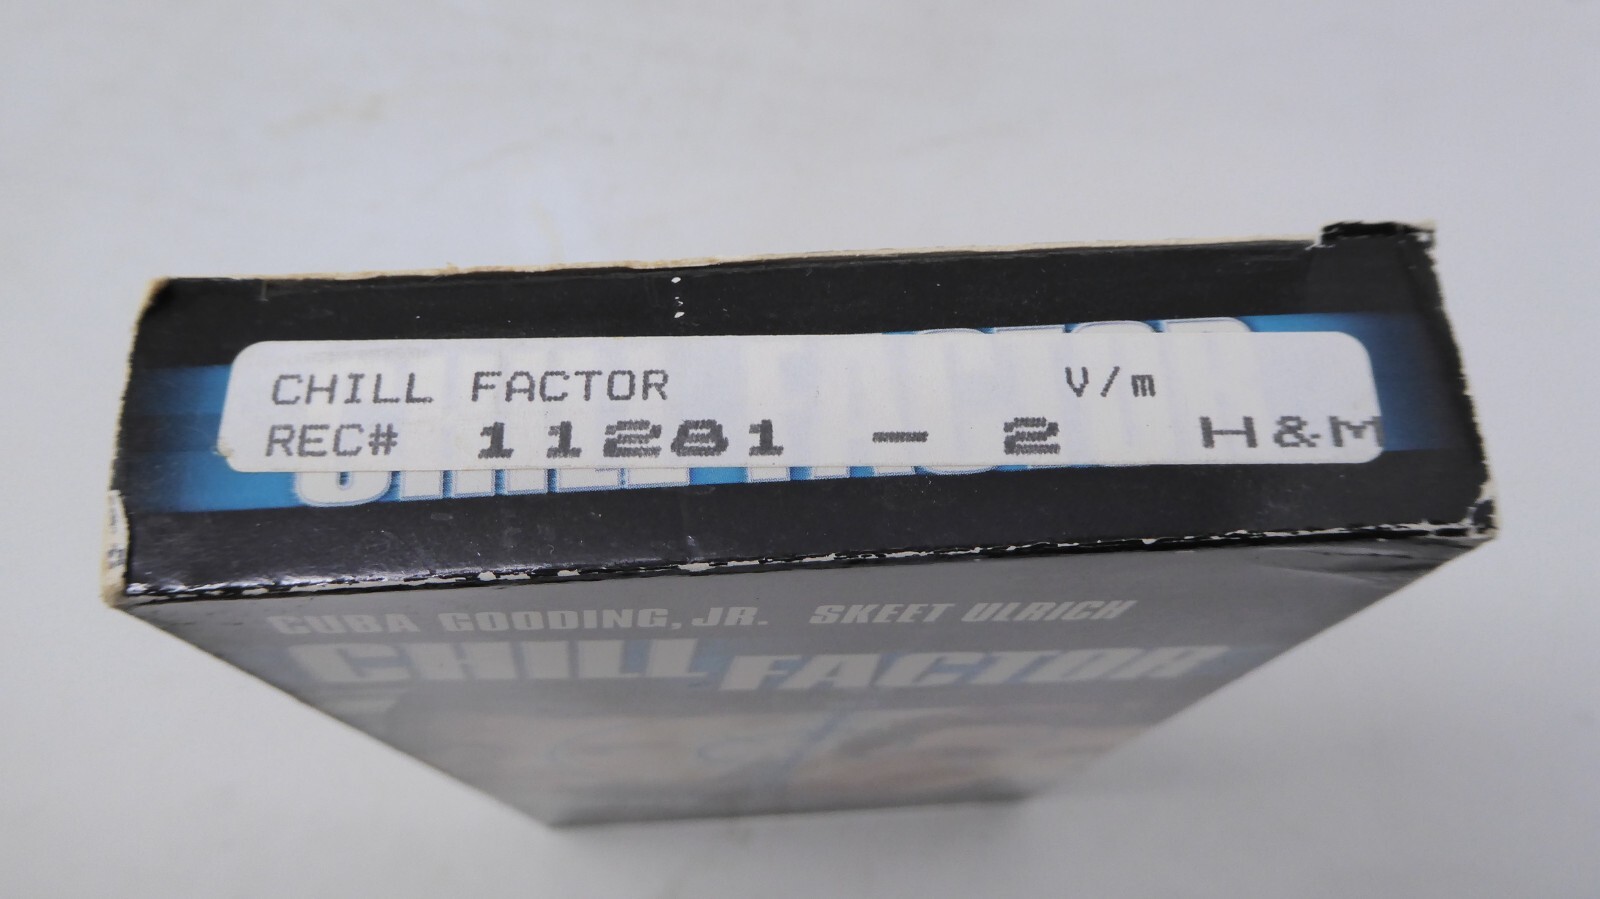 CHILL FACTOR V/m
REC# 11281 - 2 H&M
CUBA GOODING, JR. SKEET ULRICH
CHILL FACTOR